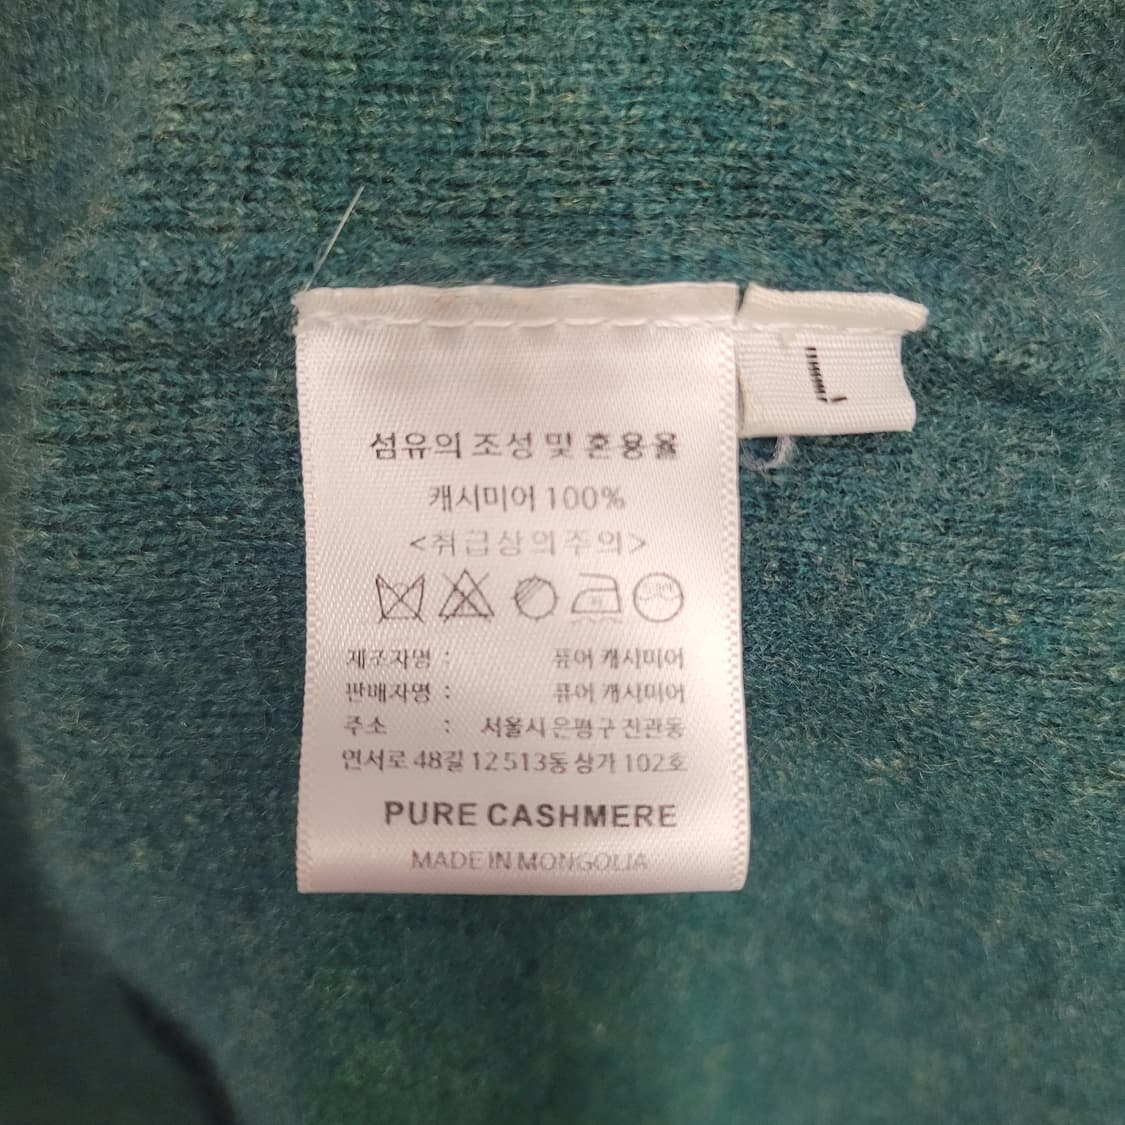 섬유의 조성 및 혼용율
캐시미어 100%
<취급상의주의>
제조자명 : 퓨어 캐시미어
판매자명 : 퓨어 캐시미어
주소 : 서울시 은평구 진관동
연서로 48길 12 513동 상가 102호
PURE CASHMERE
MADE IN MONGOLIA
L